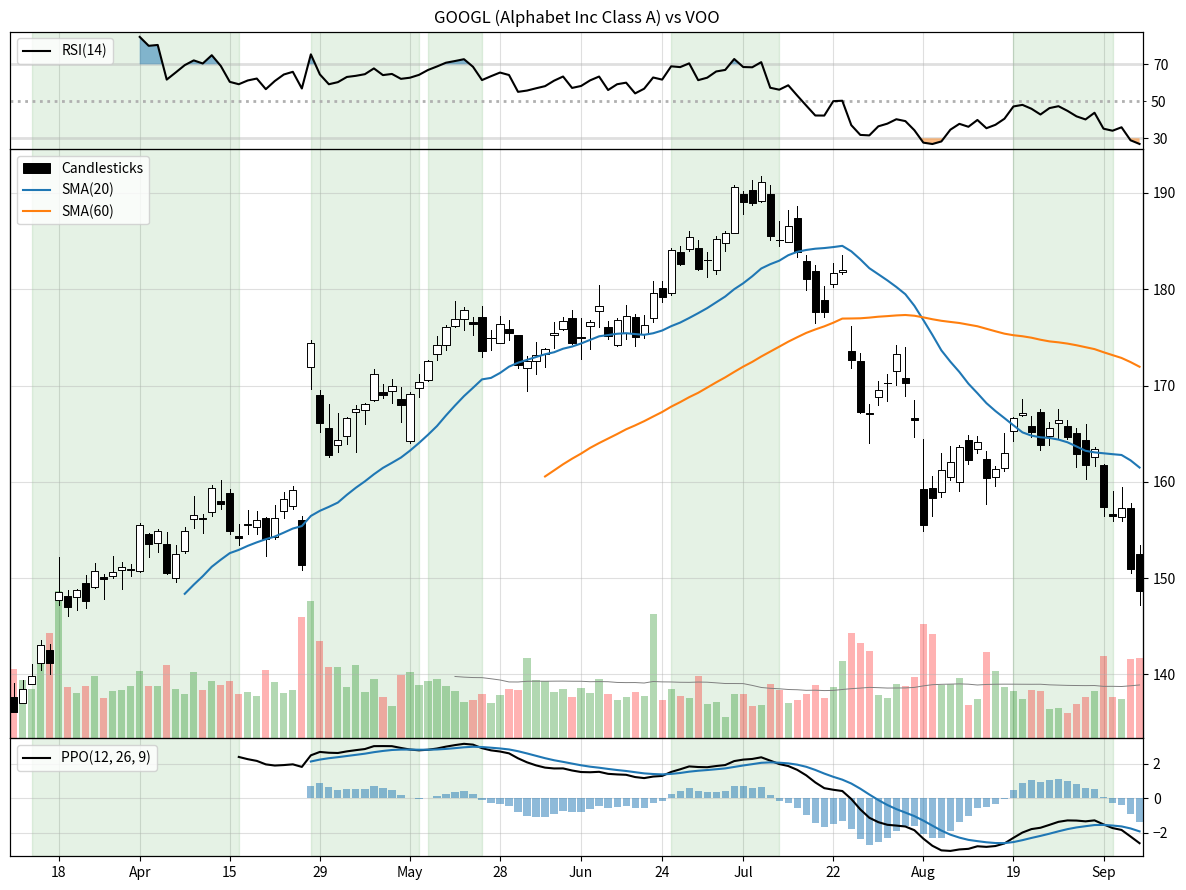 GOOGL (Alphabet Inc Class A) vs VOO
RSI(14)
70
50
30
Candlesticks
SMA(20)
SMA(60)
190
180
170
160
150
140
PPO(12, 26, 9)
2
0
−2
18 Apr 15 29 May 28 Jun 24 Jul 22 Aug 19 Sep